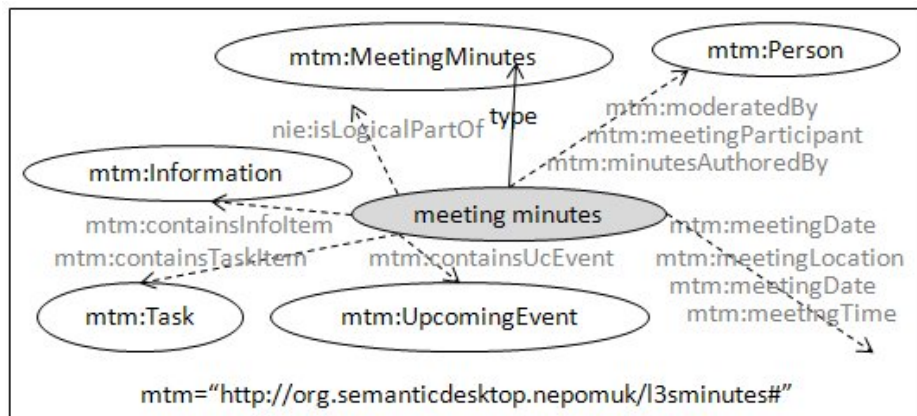 mtm:MeetingMinutes
mtm:Person
nie:isLogicalPartOf
type
mtm:moderatedBy
mtm:meetingParticipant
mtm:minutesAuthoredBy
mtm:Information
meeting minutes
mtm:containsInfoItem
mtm:containsTaskItem
mtm:containsUcEvent
mtm:meetingDate
mtm:meetingLocation
mtm:meetingDate
mtm:meetingTime
mtm:Task
mtm:UpcomingEvent
mtm="http://org.semanticdesktop.nepomuk/l3sminutes#"